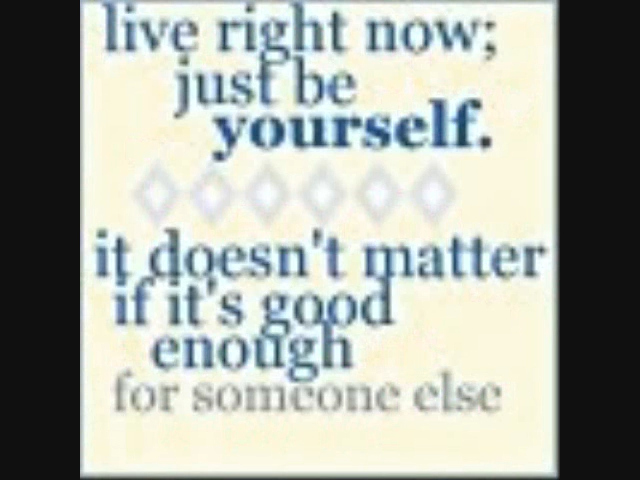 live right now;
just be
yourself.
it doesn't matter
if it's good
enough
for someone else